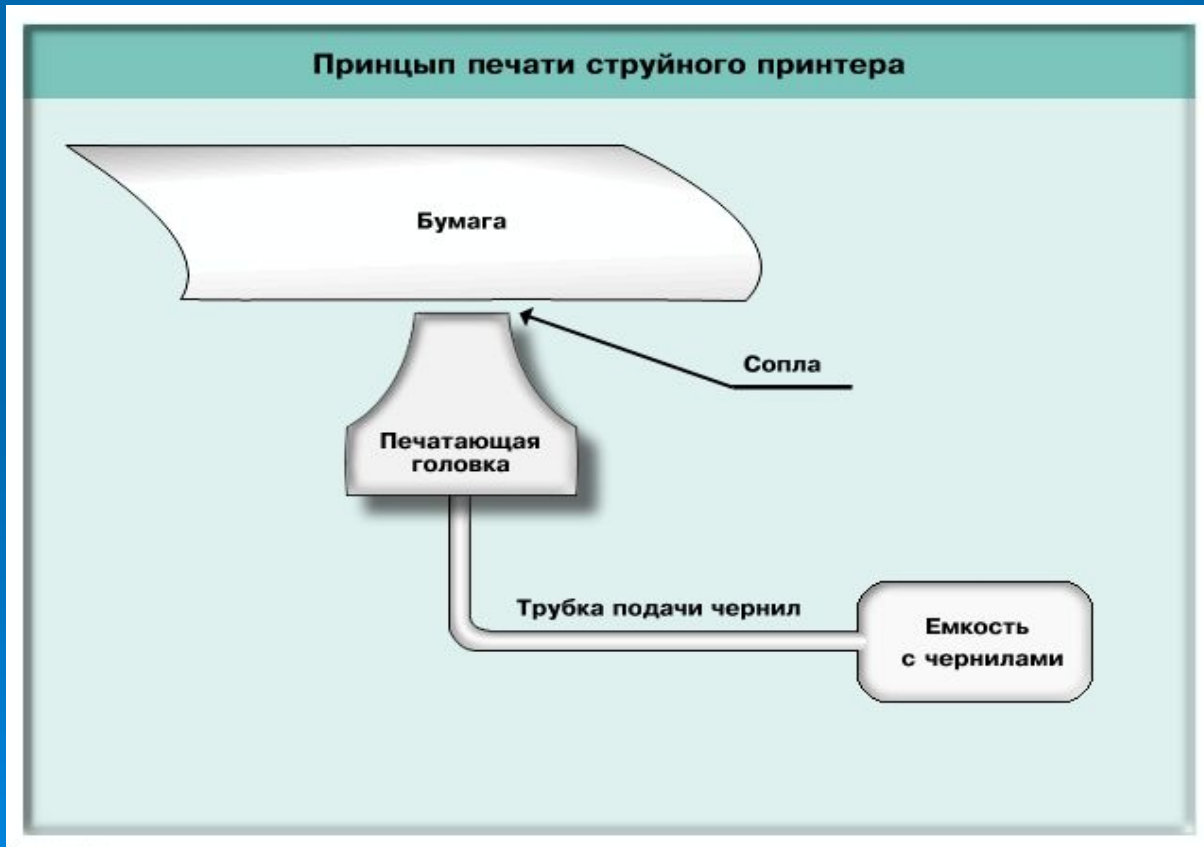 Принцып печати струйного принтера
Бумага
Сопла
Печатающая
головка
Трубка подачи чернил
Емкость
с чернилами